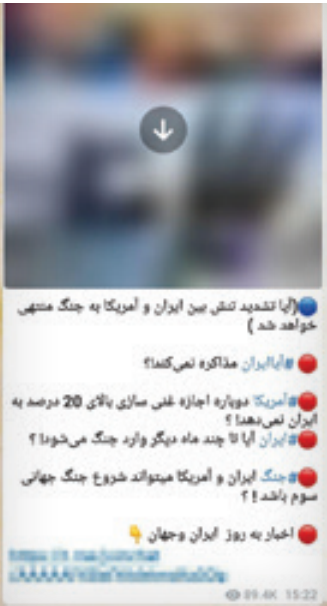 🔵(آیا تشدید تنش بین ایران و آمریکا به جنگ منتهی
خواهد شد )
🔴 #آیاایران مذاکره نمی‌کند!؟
🔴#آمریکا دوباره اجازه غنی سازی بالای 20 درصد به
ایران نمی‌دهد! ؟
🔴#ایران آیا تا چند ماه دیگر وارد جنگ می‌شود! ؟
🔴#جنگ ایران و آمریکا میتواند شروع جنگ جهانی
سوم باشد ! ؟
🔴 اخبار به روز ایران وجهان 👇
89.4K 15:22